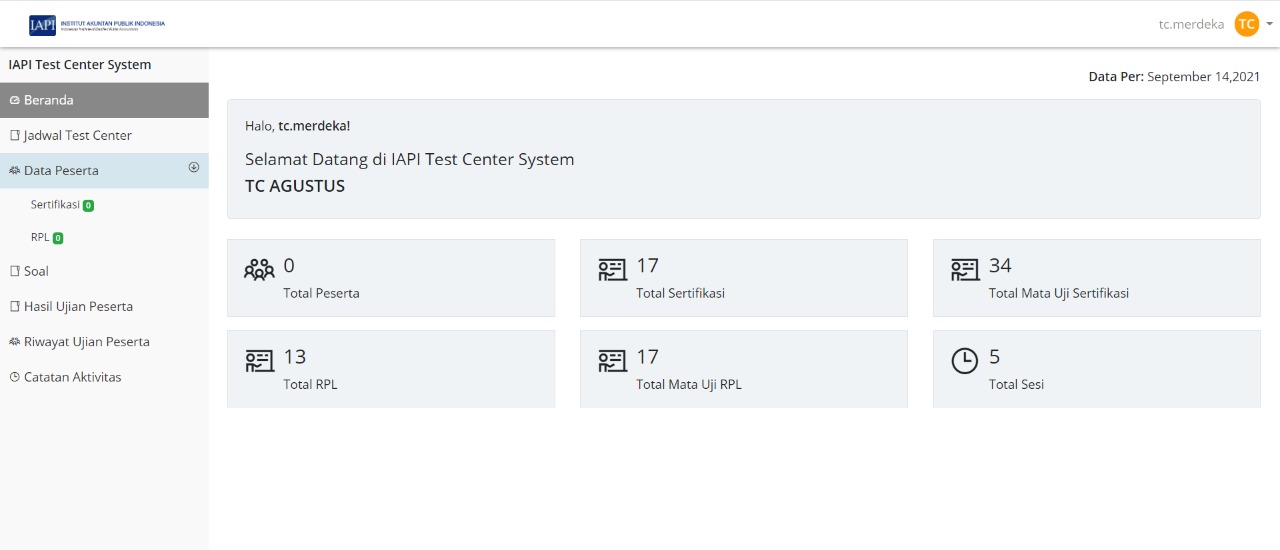 IAPI
INSTITUT AKUNTAN PUBLIK INDONESIA
tc.merdeka
TC
IAPI Test Center System
Beranda
Jadwal Test Center
Data Peserta
Sertifikasi 0
RPL 0
Soal
Hasil Ujian Peserta
Riwayat Ujian Peserta
Catatan Aktivitas
Data Per: September 14,2021
Halo, tc.merdeka!
Selamat Datang di IAPI Test Center System
TC AGUSTUS
0
Total Peserta
17
Total Sertifikasi
34
Total Mata Uji Sertifikasi
13
Total RPL
17
Total Mata Uji RPL
5
Total Sesi